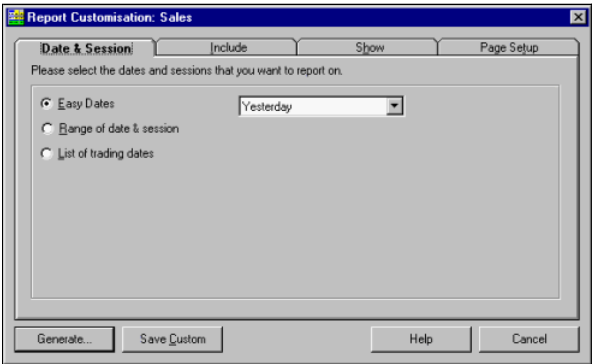 Report Customisation: Sales
Date & Session Include Show Page Setup
Please select the dates and sessions that you want to report on.
Easy Dates Yesterday
Range of date & session
List of trading dates
Generate... Save Custom Help Cancel